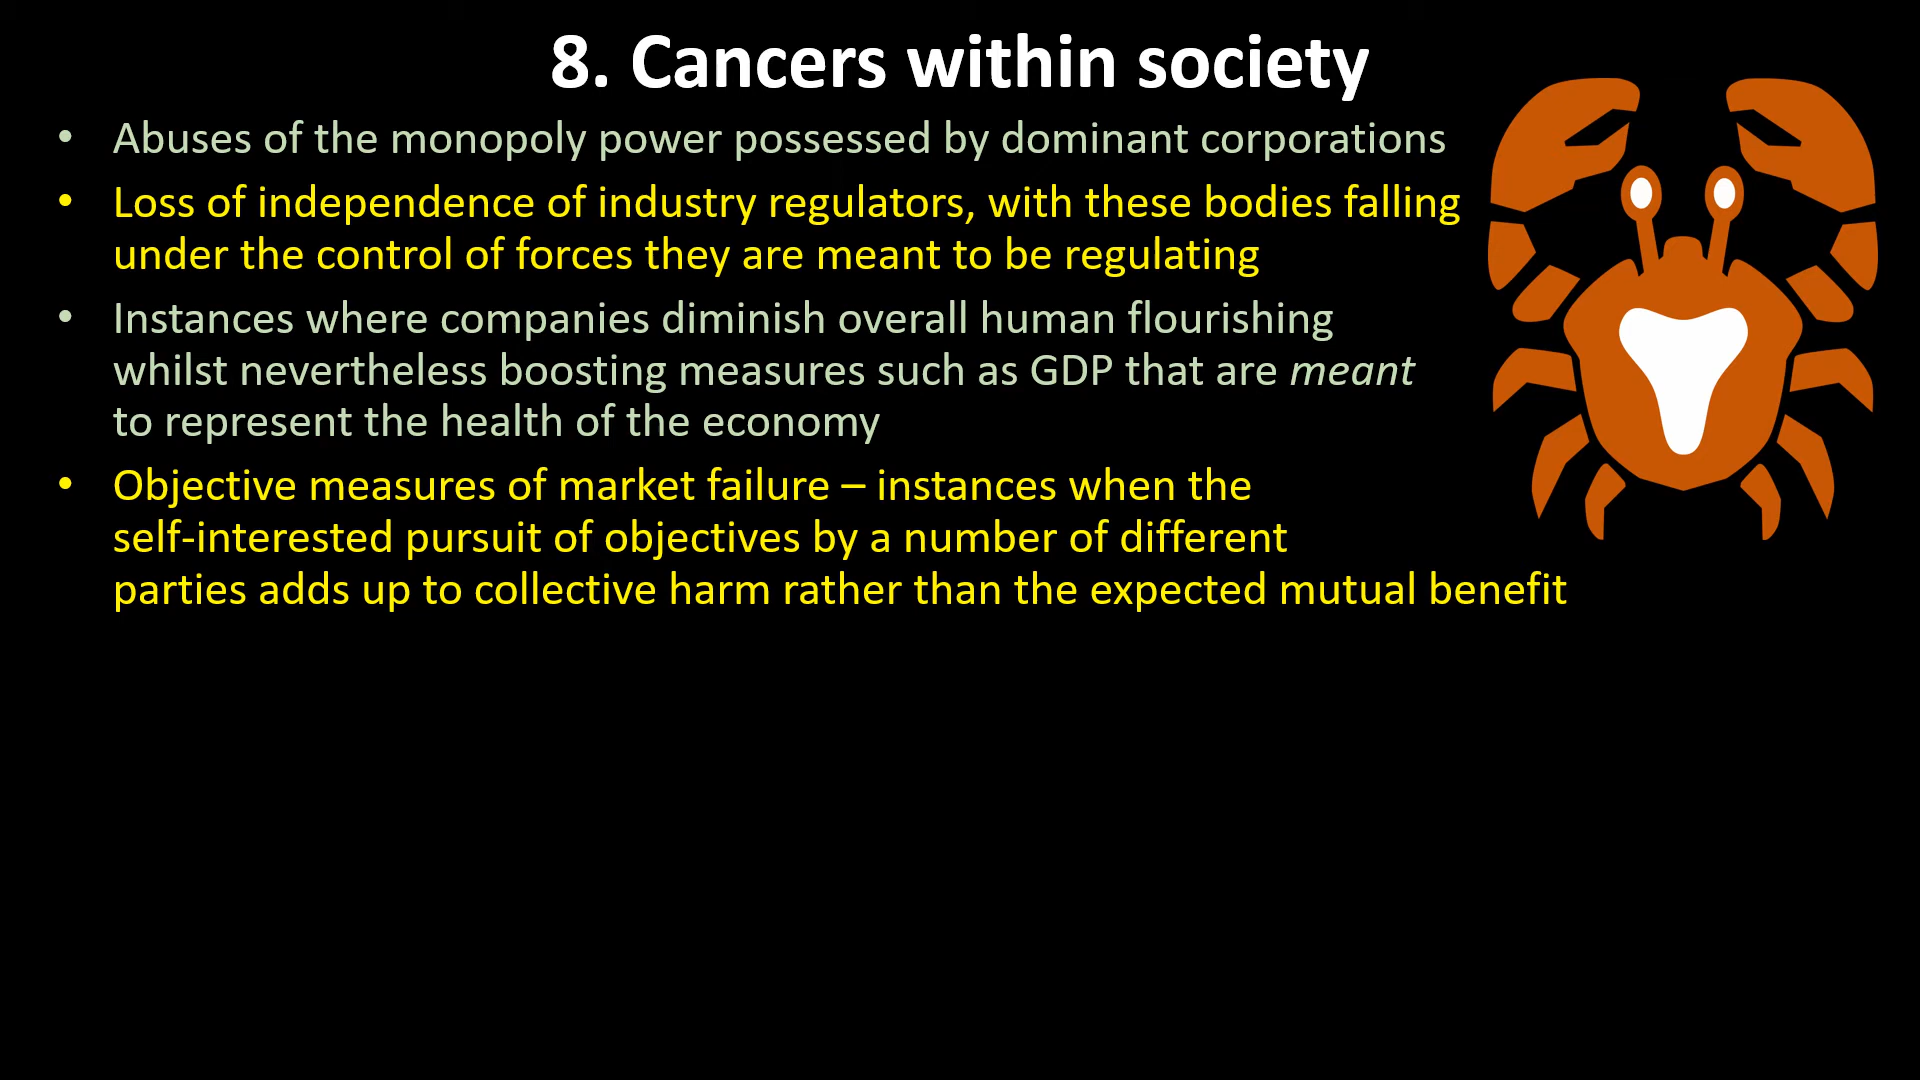 8. Cancers within society
• Abuses of the monopoly power possessed by dominant corporations
• Loss of independence of industry regulators, with these bodies falling
under the control of forces they are meant to be regulating
• Instances where companies diminish overall human flourishing
whilst nevertheless boosting measures such as GDP that are meant
to represent the health of the economy
• Objective measures of market failure – instances when the
self-interested pursuit of objectives by a number of different
parties adds up to collective harm rather than the expected mutual benefit